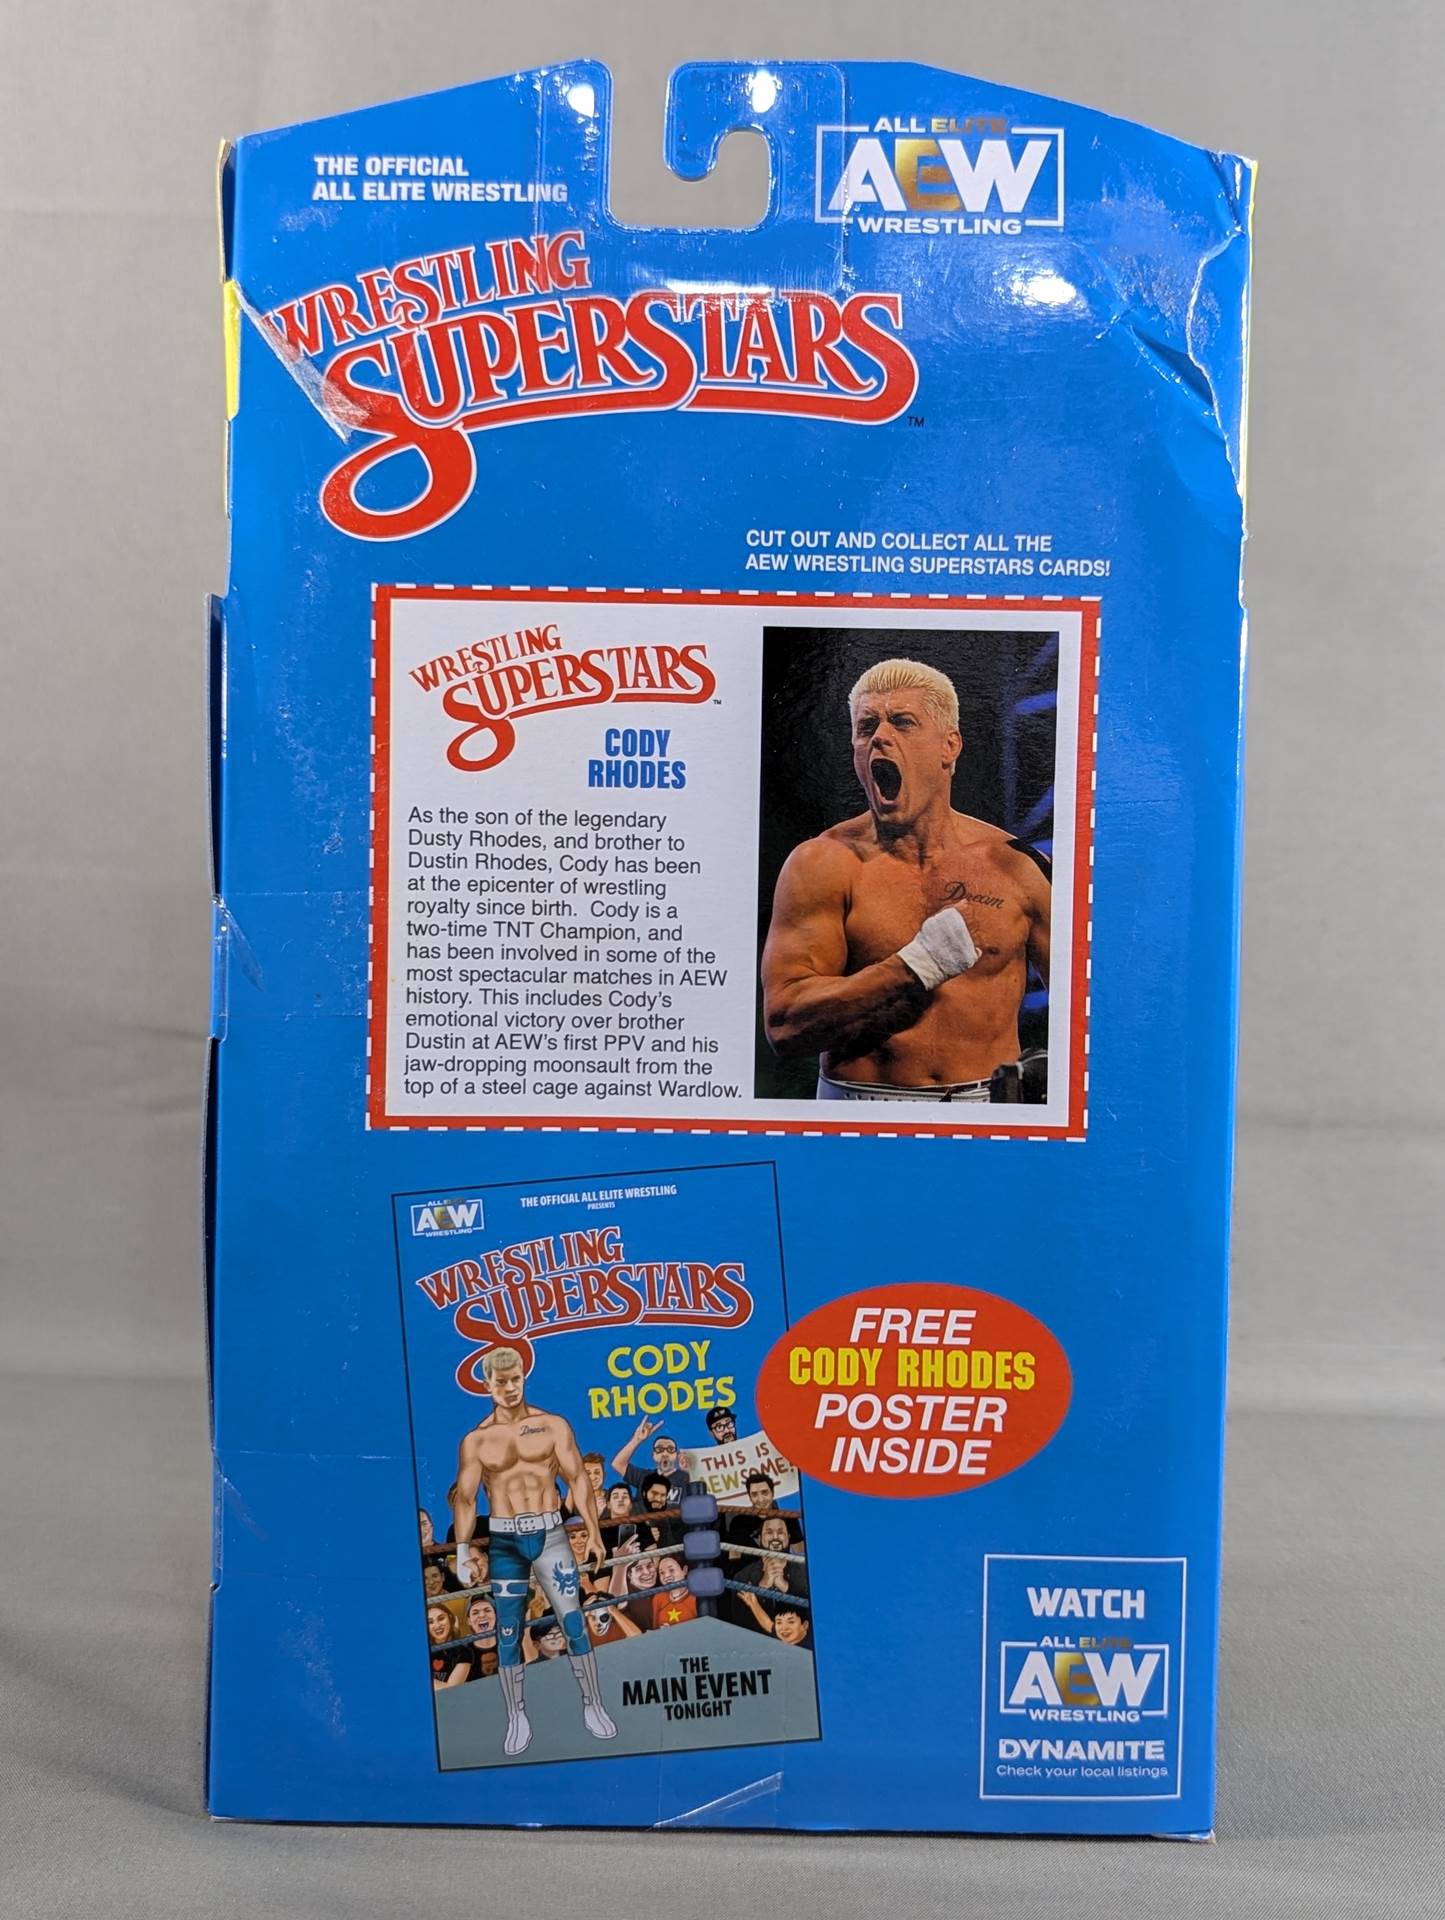 THE OFFICIAL
ALL ELITE WRESTLING
ALL ELITE
AEW
WRESTLING
WRESTLING
SUPERSTARS
TM
CUT OUT AND COLLECT ALL THE
AEW WRESTLING SUPERSTARS CARDS!
WRESTLING
SUPERSTARS
TM
CODY
RHODES
As the son of the legendary
Dusty Rhodes, and brother to
Dustin Rhodes, Cody has been
at the epicenter of wrestling
royalty since birth. Cody is a
two-time TNT Champion, and
has been involved in some of the
most spectacular matches in AEW
history. This includes Cody's
emotional victory over brother
Dustin at AEW's first PPV and his
jaw-dropping moonsault from the
top of a steel cage against Wardlow.
Dream
ALL ELITE
AEW
WRESTLING
THE OFFICIAL ALL ELITE WRESTLING
PRESENTS
WRESTLING
SUPERSTARS
CODY
RHODES
Dream
THIS IS
AEWSOME!
THE
MAIN EVENT
TONIGHT
FREE
CODY RHODES
POSTER
INSIDE
WATCH
ALL ELITE
AEW
WRESTLING
DYNAMITE
Check your local listings